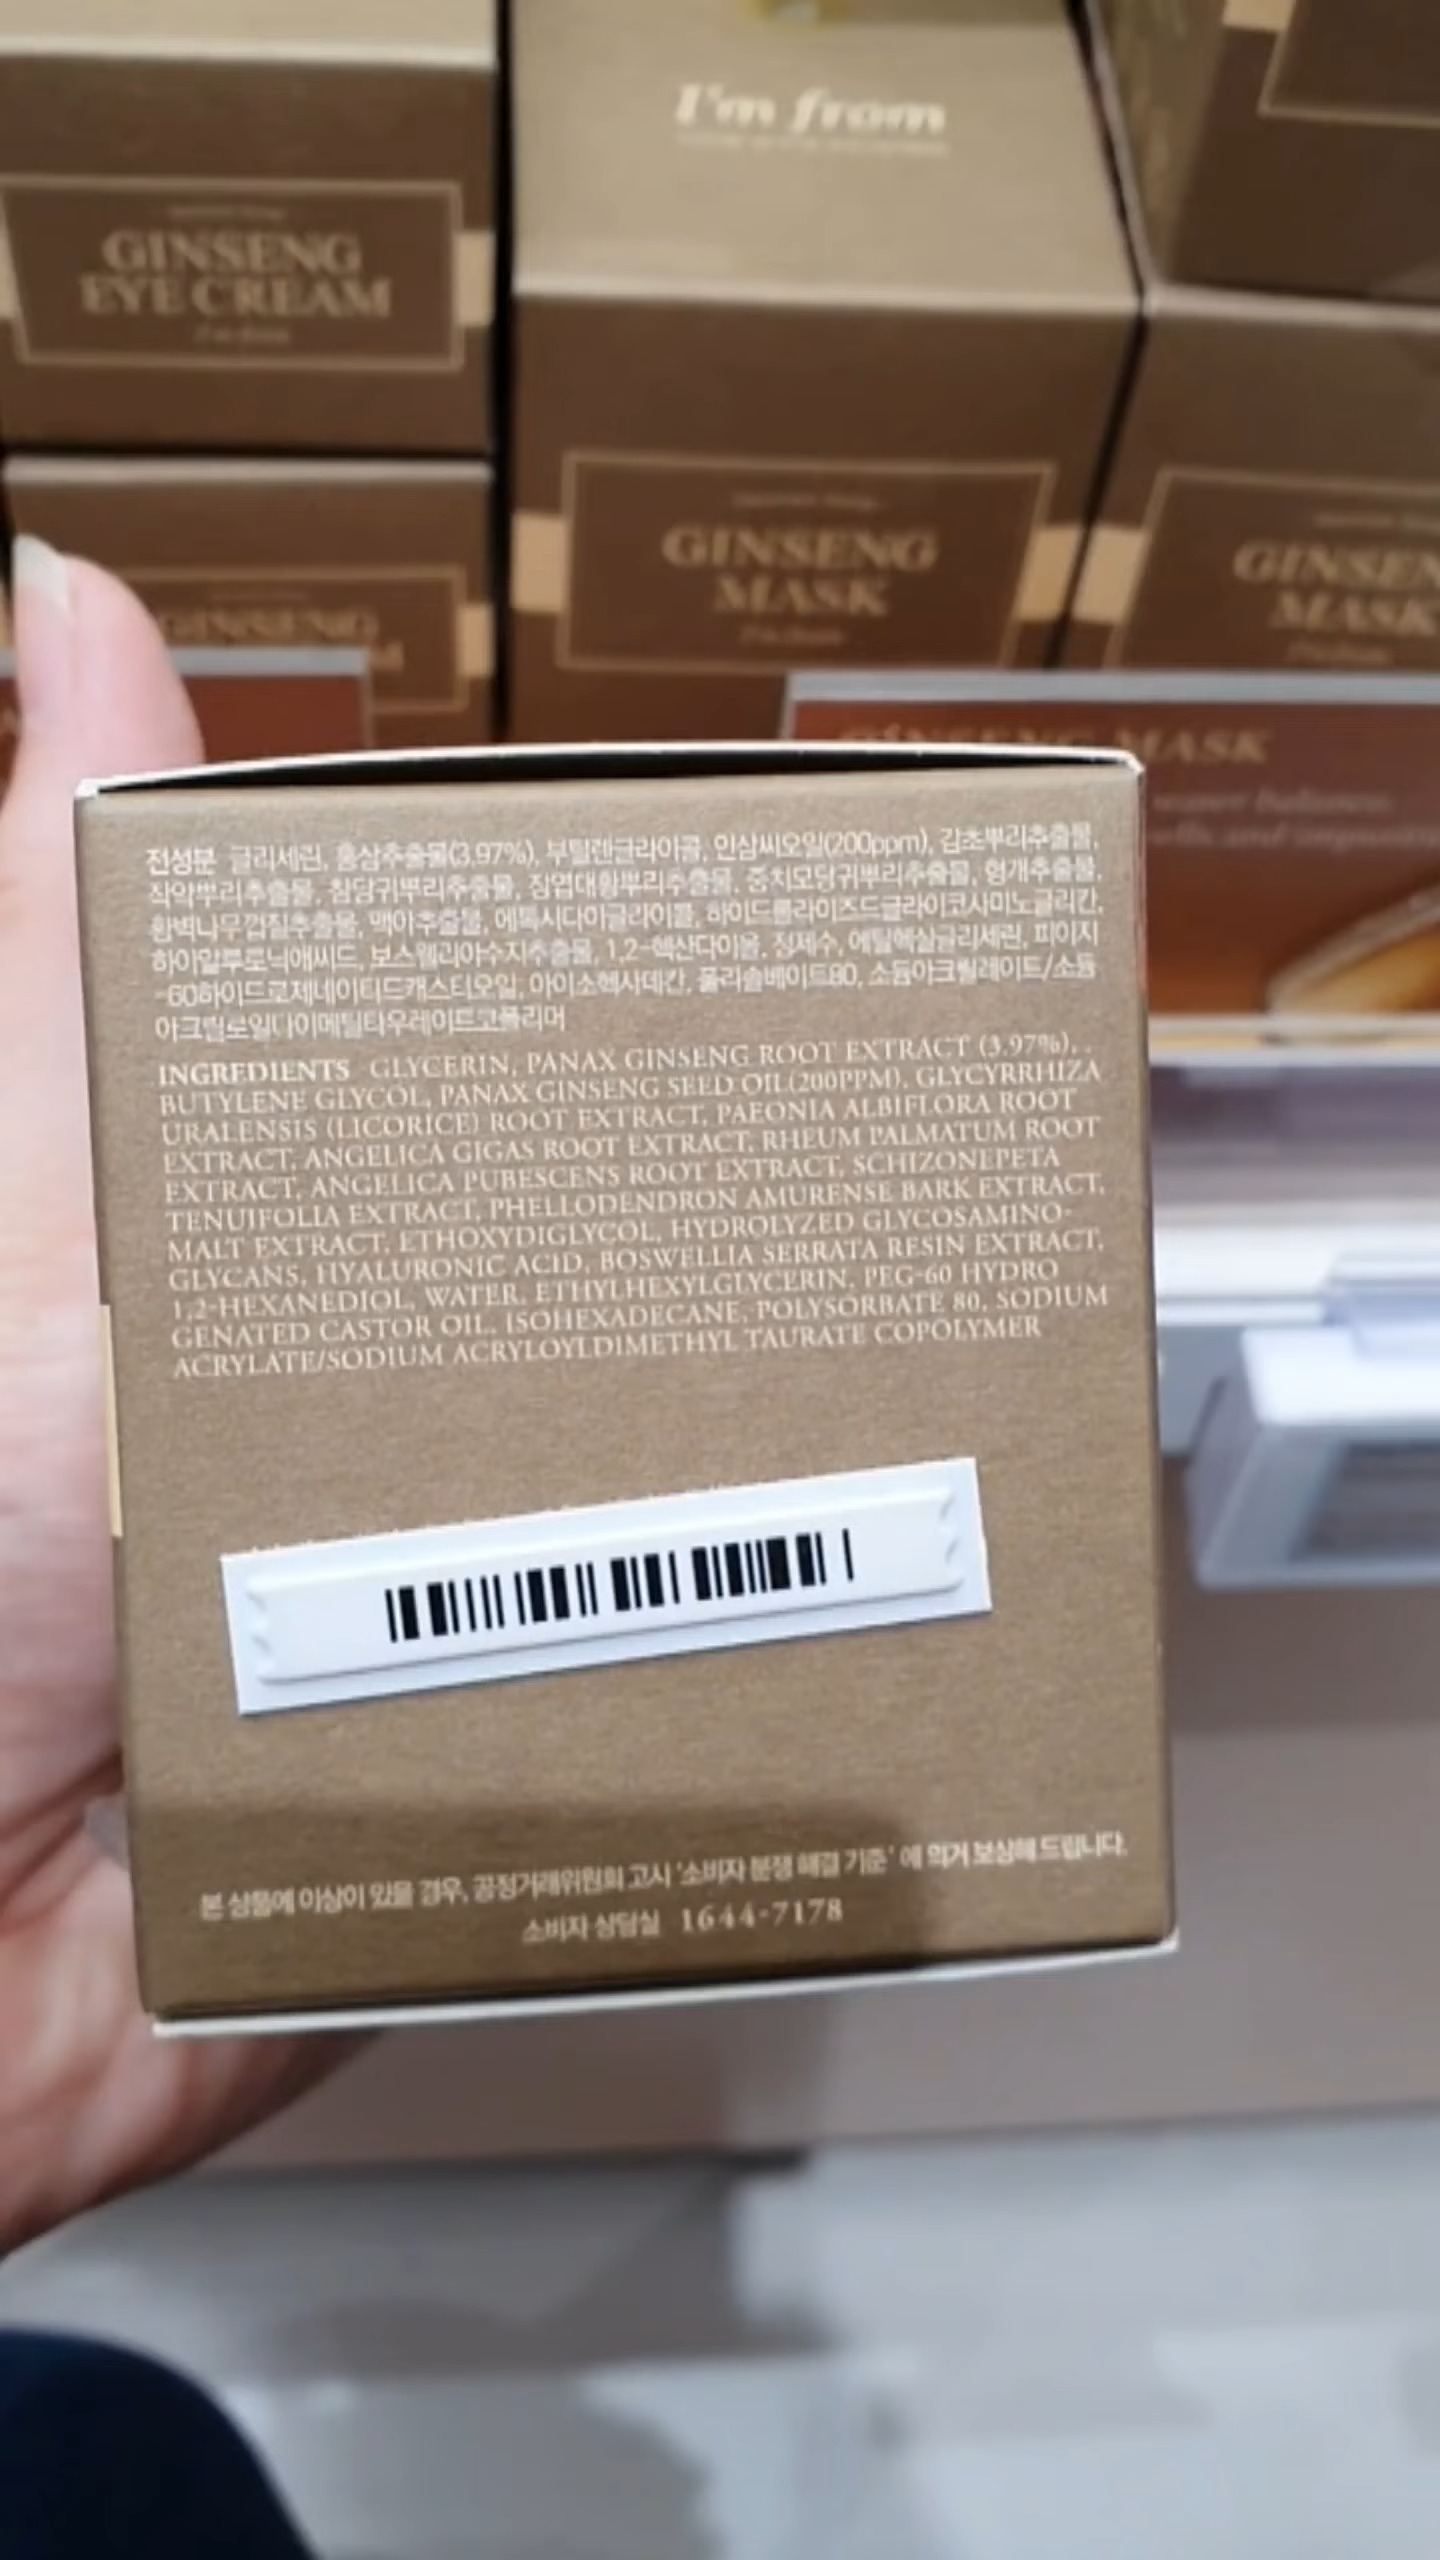 I'm from
GINSENG
EYE CREAM
I'm from
GINSENG
MASK
I'm from
GINSENG
MASK
GINSENG
GINSENG MASK
water balance
전성분 글리세린, 홍삼추출물(3.97%), 부틸렌글라이콜, 인삼씨오일(200ppm), 감초뿌리추출물,
작약뿌리추출물, 참당귀뿌리추출물, 장엽대황뿌리추출물, 중치모당귀뿌리추출물, 형개추출물,
황벽나무껍질추출물, 맥아추출물, 에톡시다이글라이콜, 하이드롤라이즈드글라이코사미노글리칸,
하이알루로닉애씨드, 보스웰리아수지추출물, 1,2-헥산다이올, 정제수, 에틸헥실글리세린, 피이지
-60하이드로제네이티드캐스터오일, 아이소헥사데칸, 폴리솔베이트80, 소듐아크릴레이트/소듐
아크릴로일다이메틸타우레이트코폴리머
INGREDIENTS GLYCERIN, PANAX GINSENG ROOT EXTRACT (3.97%), .
BUTYLENE GLYCOL, PANAX GINSENG SEED OIL(200PPM), GLYCYRRHIZA
URALENSIS (LICORICE) ROOT EXTRACT, PAEONIA ALBIFLORA ROOT
EXTRACT, ANGELICA GIGAS ROOT EXTRACT, RHEUM PALMATUM ROOT
EXTRACT, ANGELICA PUBESCENS ROOT EXTRACT, SCHIZONEPETA
TENUIFOLIA EXTRACT, PHELLODENDRON AMURENSE BARK EXTRACT,
MALT EXTRACT, ETHOXYDIGLYCOL, HYDROLYZED GLYCOSAMINO-
GLYCANS, HYALURONIC ACID, BOSWELLIA SERRATA RESIN EXTRACT,
1,2-HEXANEDIOL, WATER, ETHYLHEXYLGLYCERIN, PEG-60 HYDRO
GENATED CASTOR OIL, ISOHEXADECANE, POLYSORBATE 80, SODIUM
ACRYLATE/SODIUM ACRYLOYLDIMETHYL TAURATE COPOLYMER
본 상품에 이상이 있을 경우, 공정거래위원회 고시 '소비자 분쟁 해결 기준' 에 의거 보상해 드립니다.
소비자 상담실 1644-7178